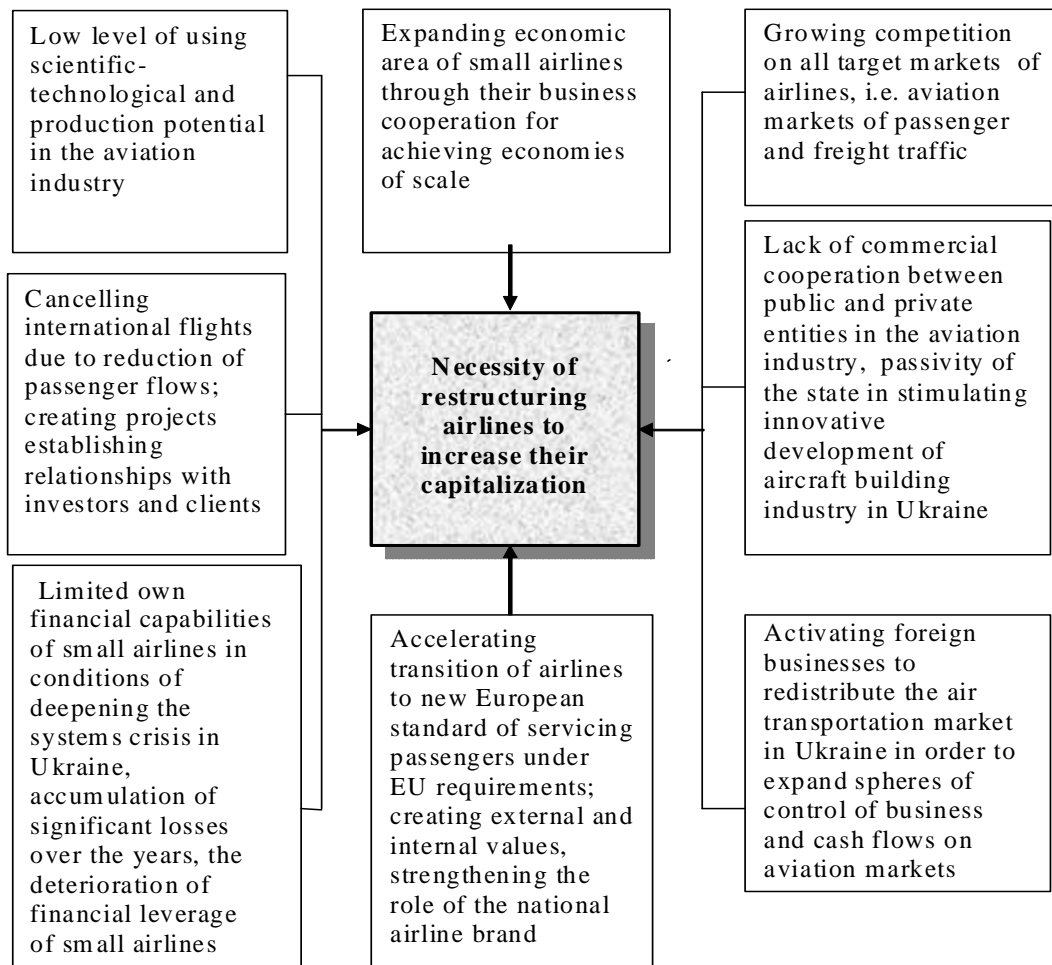 Low level of using
scientific-
technological and
production potential
in the aviation
industry
Expanding economic
area of small airlines
through their business
cooperation for
achieving economies
of scale
Growing competition
on all target markets of
airlines, i.e. aviation
markets of passenger
and freight traffic
Cancelling
international flights
due to reduction of
passenger flows;
creating projects
establishing
relationships with
investors and clients
Necessity of
restructuring
airlines to
increase their
capitalization
Lack of commercial
cooperation between
public and private
entities in the aviation
industry, passivity of
the state in stimulating
innovative
development of
aircraft building
industry in Ukraine
Limited own
financial capabilities
of small airlines in
conditions of
deepening the
systems crisis in
Ukraine,
accumulation of
significant losses
over the years, the
deterioration of
financial leverage
of small airlines
Accelerating
transition of airlines
to new European
standard of servicing
passengers under
EU requirements;
creating external and
internal values,
strengthening the
role of the national
airline brand
Activating foreign
businesses to
redistribute the air
transportation market
in Ukraine in order to
expand spheres of
control of business
and cash flows on
aviation markets